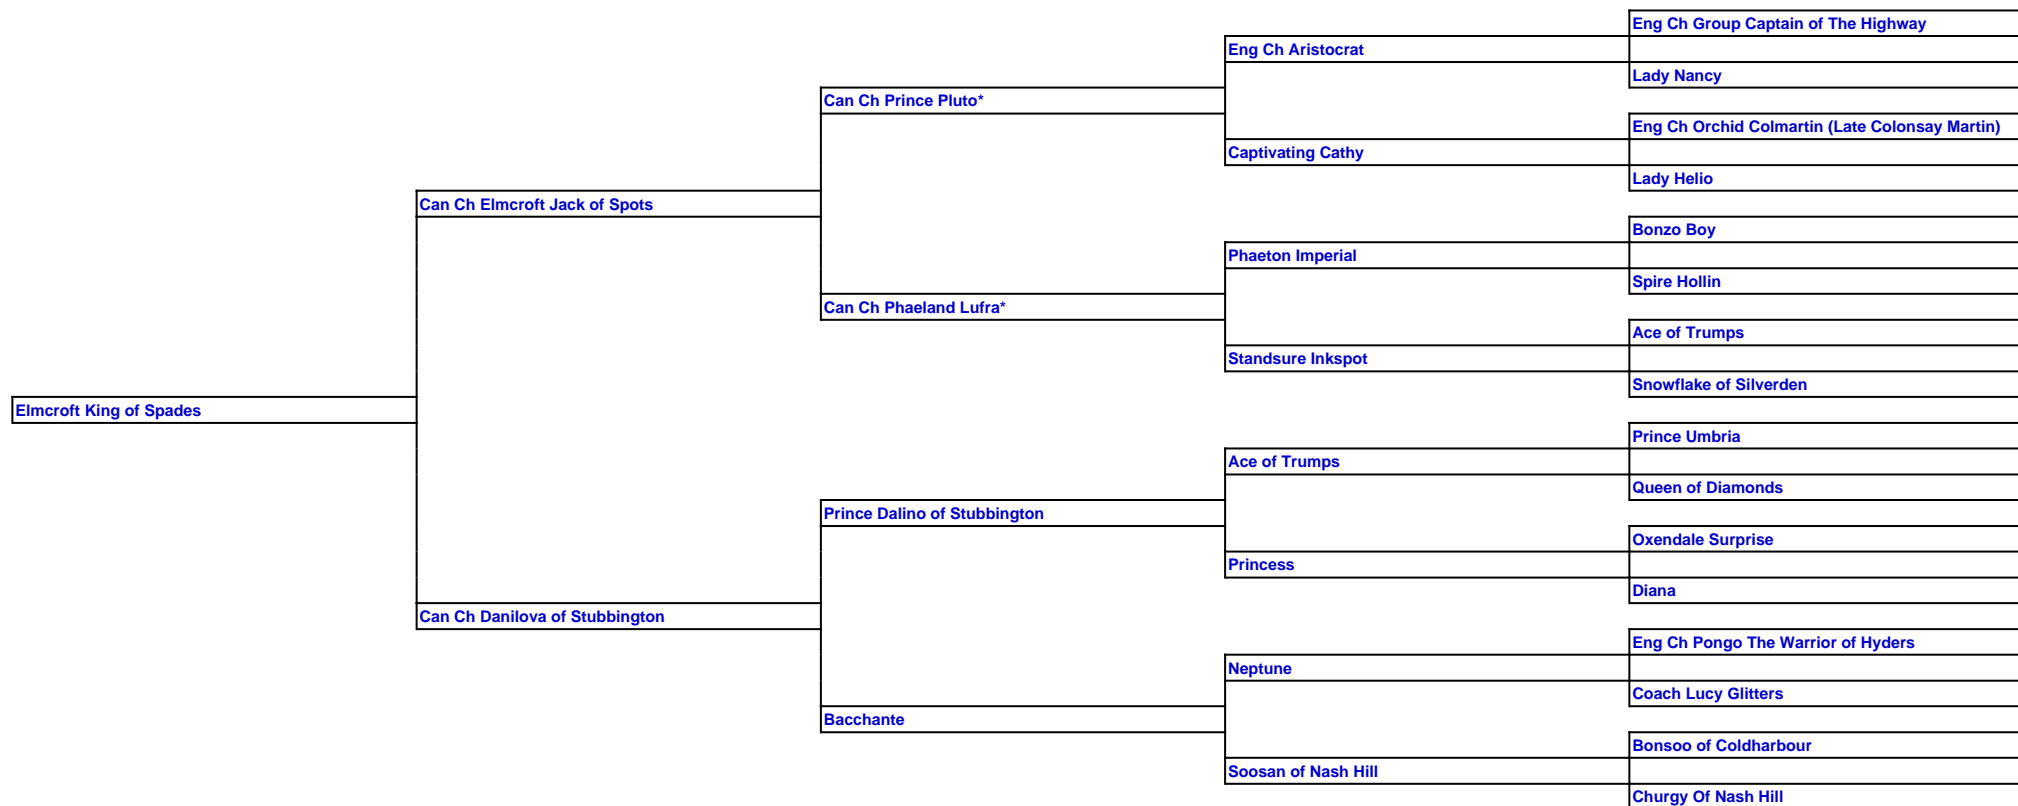 Eng Ch Group Captain of The Highway
Eng Ch Aristocrat
Lady Nancy
Can Ch Prince Pluto*
Eng Ch Orchid Colmartin (Late Colonsay Martin)
Captivating Cathy
Lady Helio
Can Ch Elmcroft Jack of Spots
Bonzo Boy
Phaeton Imperial
Spire Hollin
Can Ch Phaeland Lufra*
Ace of Trumps
Standsure Inkspot
Snowflake of Silverden
Elmcroft King of Spades
Prince Umbria
Ace of Trumps
Queen of Diamonds
Prince Dalino of Stubbington
Oxendale Surprise
Princess
Diana
Can Ch Danilova of Stubbington
Eng Ch Pongo The Warrior of Hyders
Neptune
Coach Lucy Glitters
Bacchante
Bonsoo of Coldharbour
Soosan of Nash Hill
Churgy Of Nash Hill